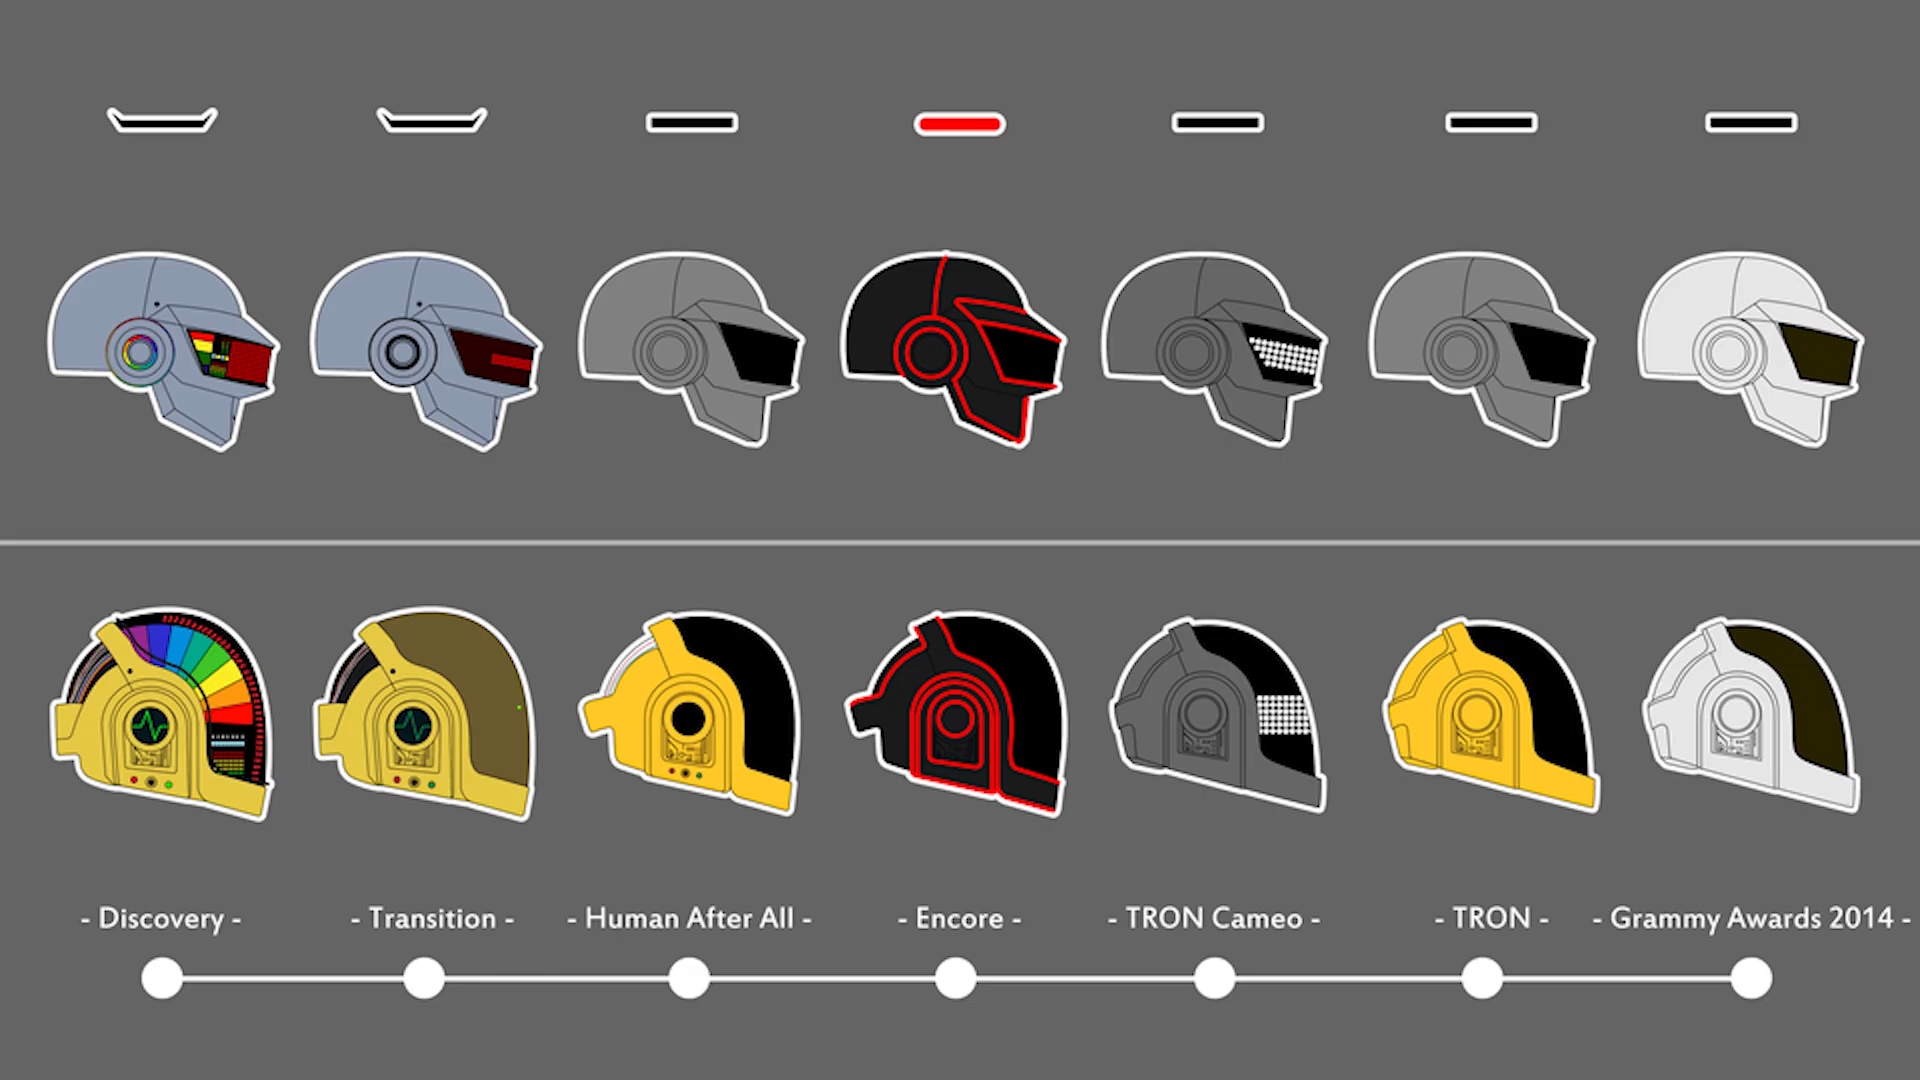 - Discovery -
- Transition -
- Human After All -
- Encore -
- TRON Cameo -
- TRON -
- Grammy Awards 2014 -